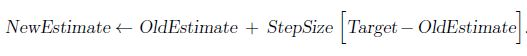 NewEstimate ← OldEstimate + StepSize [Target − OldEstimate].